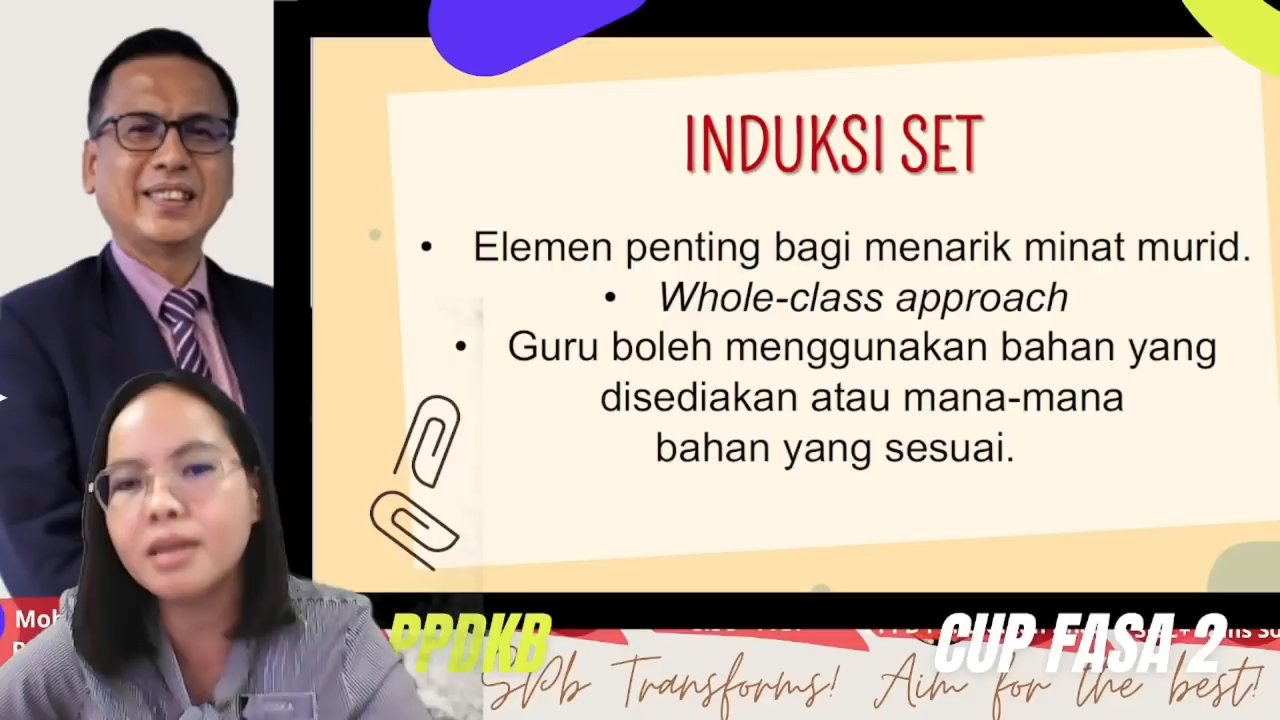 INDUKSI SET
• Elemen penting bagi menarik minat murid.
• Whole-class approach
• Guru boleh menggunakan bahan yang
disediakan atau mana-mana
bahan yang sesuai.
PPDKB
CUP FASA 2
SPb Transforms! Aim for the best!